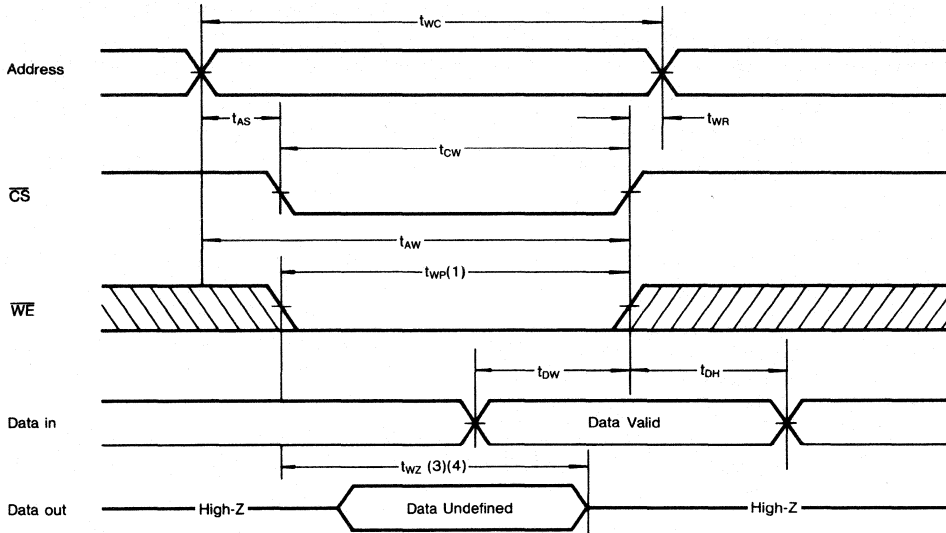 tWC
Address
tAS
tWR
tCW
CS
tAW
tWP(1)
WE
tDW
tDH
Data in
Data Valid
tWZ (3)(4)
Data out
High-Z
Data Undefined
High-Z